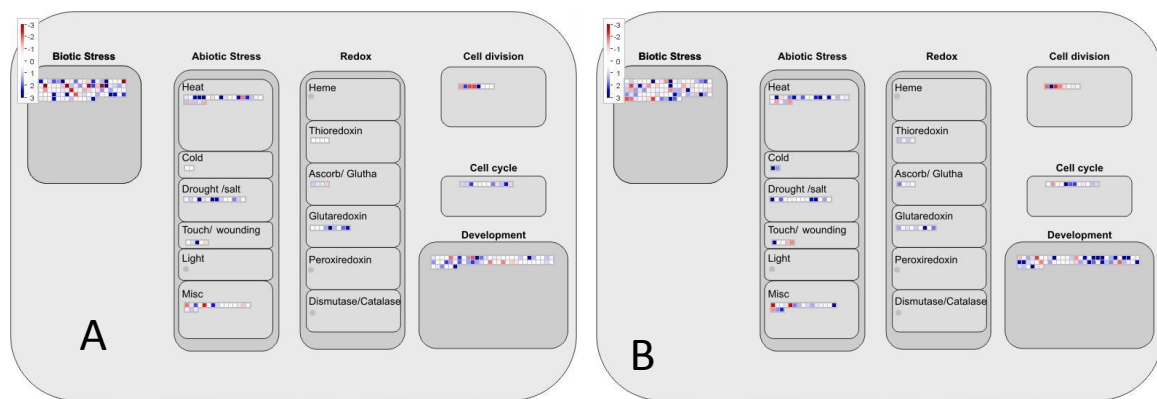 -3
-2
-1
0
1
2
3
Biotic Stress
Abiotic Stress
Heat
Cold
Drought /salt
Touch/ wounding
Light
Misc
Redox
Heme
Thioredoxin
Ascorb/ Glutha
Glutaredoxin
Peroxiredoxin
Dismutase/Catalase
Cell division
Cell cycle
Development
A
-3
-2
-1
0
1
2
3
Biotic Stress
Abiotic Stress
Heat
Cold
Drought /salt
Touch/ wounding
Light
Misc
Redox
Heme
Thioredoxin
Ascorb/ Glutha
Glutaredoxin
Peroxiredoxin
Dismutase/Catalase
Cell division
Cell cycle
Development
B